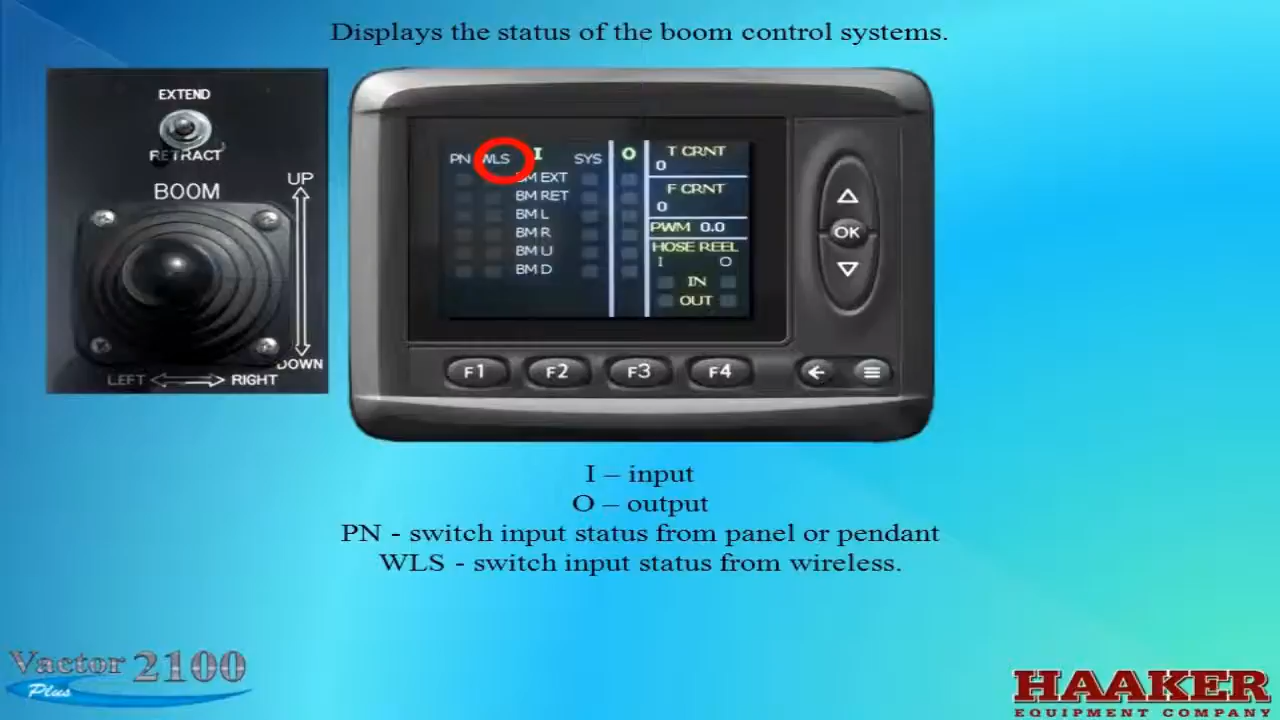 Displays the status of the boom control systems.
EXTEND
RETRACT
BOOM
UP
DOWN
LEFT
RIGHT
PN WLS I SYS O
BM EXT
BM RET
BM L
BM R
BM U
BM D
T CRNT
0
F CRNT
0
PWM 0.0
HOSE REEL
I O
IN
OUT
OK
F1 F2 F3 F4
I – input
O – output
PN - switch input status from panel or pendant
WLS - switch input status from wireless.
Vactor 2100
Plus
HAAKER
EQUIPMENT COMPANY